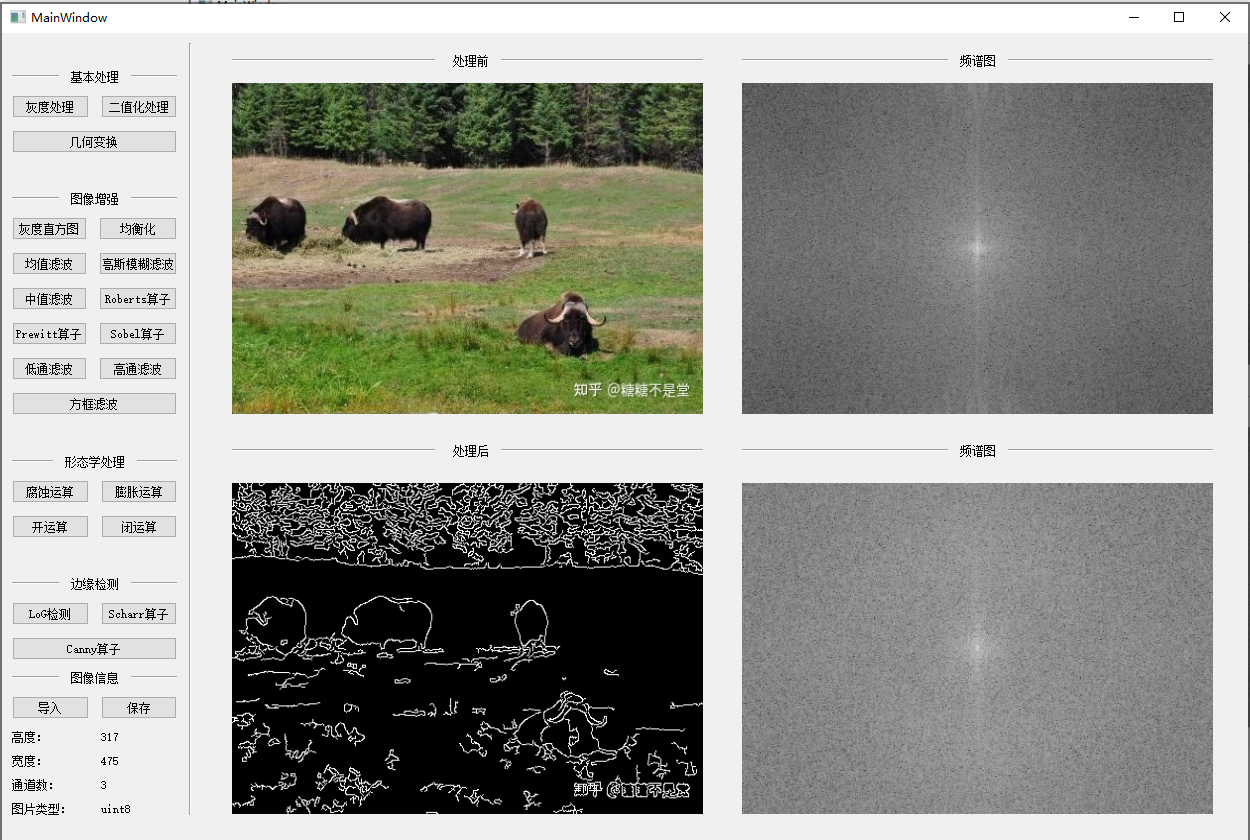 MainWindow
基本处理
灰度处理 二值化处理
几何变换
图像增强
灰度直方图 均衡化
均值滤波 高斯模糊滤波
中值滤波 Roberts算子
Prewitt算子 Sobel算子
低通滤波 高通滤波
方框滤波
形态学处理
腐蚀运算 膨胀运算
开运算 闭运算
边缘检测
LoG检测 Scharr算子
Canny算子
图像信息
导入 保存
高度: 317
宽度: 475
通道数: 3
图片类型: uint8
处理前
知乎 @糖糖不是堂
频谱图
处理后
知乎
频谱图